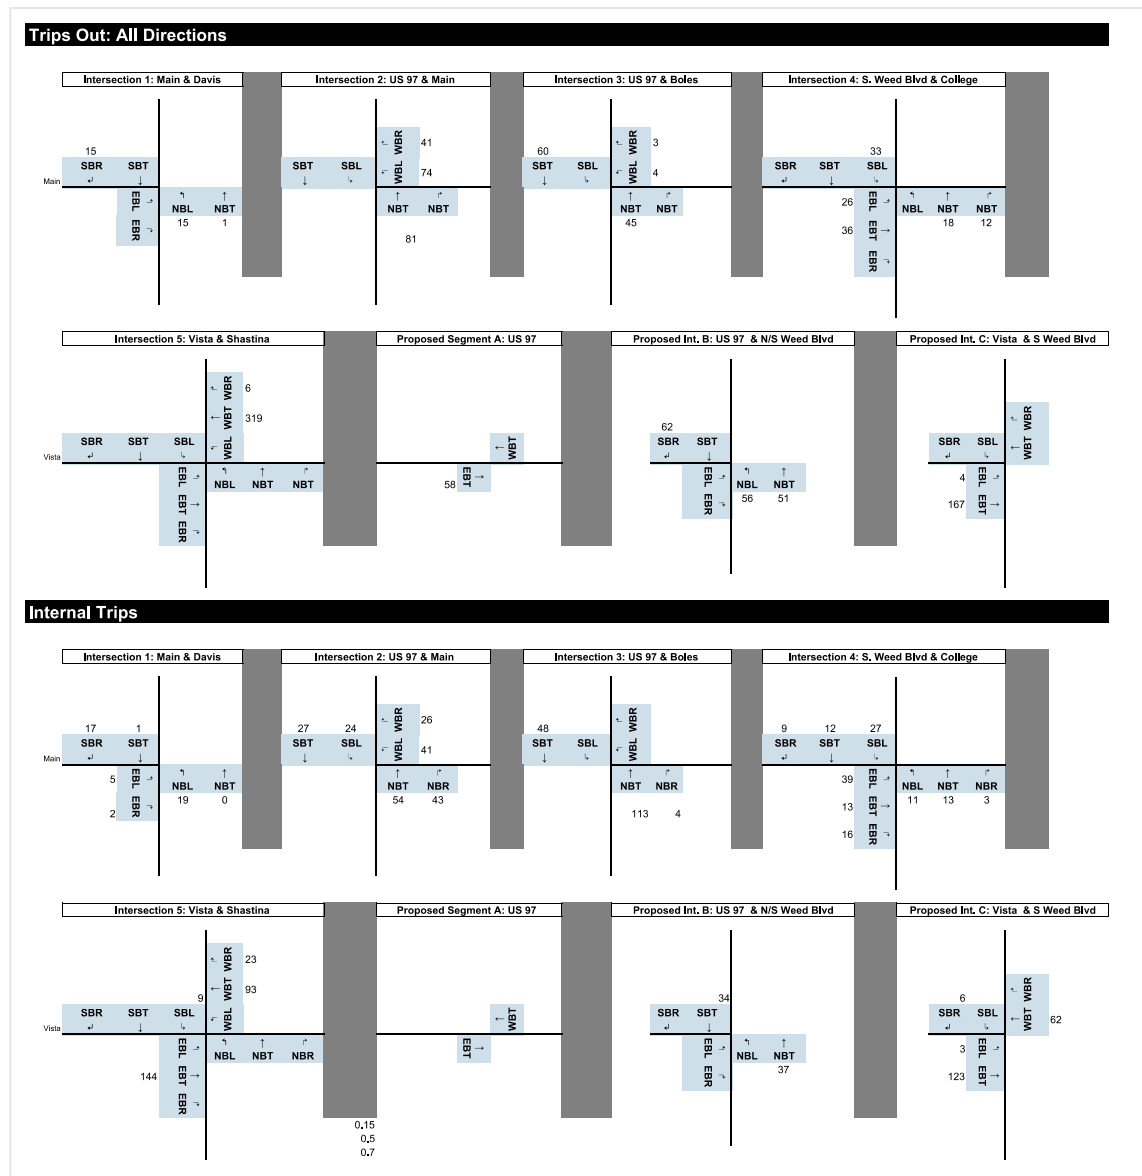 Trips Out: All Directions
Intersection 1: Main & Davis
Intersection 2: US 97 & Main
Intersection 3: US 97 & Boles
Intersection 4: S. Weed Blvd & College
15
SBR SBT
Main
EBL
EBR
NBL NBT
15 1
SBT SBL
WBR 41
WBL 74
NBT NBT
81
60
SBT SBL
WBR 3
WBL 4
NBT NBT
45
33
SBR SBT SBL
26 EBL
36 EBT
EBR
NBL NBT NBT
18 12
Intersection 5: Vista & Shastina
Proposed Segment A: US 97
Proposed Int. B: US 97 & N/S Weed Blvd
Proposed Int. C: Vista & S Weed Blvd
WBR 6
WBT 319
WBL
SBR SBT SBL
Vista
EBL
EBT
EBR
NBL NBT NBT
WBT
58 EBT
62
SBR SBT
EBL
EBR
NBL NBT
56 51
WBR
WBT
SBR SBL
4 EBL
167 EBT
Internal Trips
Intersection 1: Main & Davis
Intersection 2: US 97 & Main
Intersection 3: US 97 & Boles
Intersection 4: S. Weed Blvd & College
17 1
SBR SBT
Main
5 EBL
2 EBR
NBL NBT
19 0
27 24
SBT SBL
WBR 26
WBL 41
NBT NBR
54 43
48
SBT SBL
WBR
WBL
NBT NBR
113 4
9 12 27
SBR SBT SBL
39 EBL
13 EBT
16 EBR
NBL NBT NBR
11 13 3
Intersection 5: Vista & Shastina
Proposed Segment A: US 97
Proposed Int. B: US 97 & N/S Weed Blvd
Proposed Int. C: Vista & S Weed Blvd
WBR 23
WBT 93
WBL
9
SBR SBT SBL
Vista
EBL
144 EBT
EBR
NBL NBT NBR
0.15
0.5
0.7
WBT
EBT
34
SBR SBT
EBL
EBR
NBL NBT
37
WBR
WBT 62
6
SBR SBL
3 EBL
123 EBT